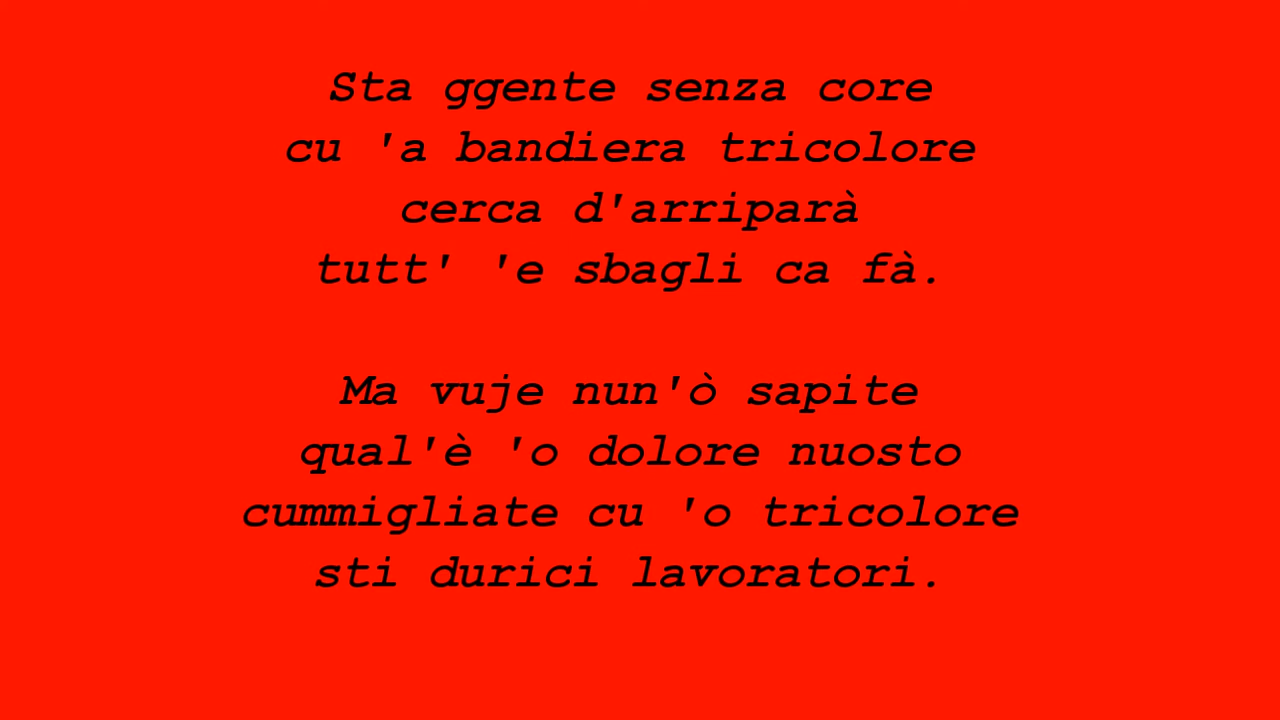 Sta ggente senza core
cu 'a bandiera tricolore
cerca d'arriparà
tutt' 'e sbagli ca fà.
Ma vuje nun'ò sapite
qual'è 'o dolore nuosto
cummigliate cu 'o tricolore
sti durici lavoratori.